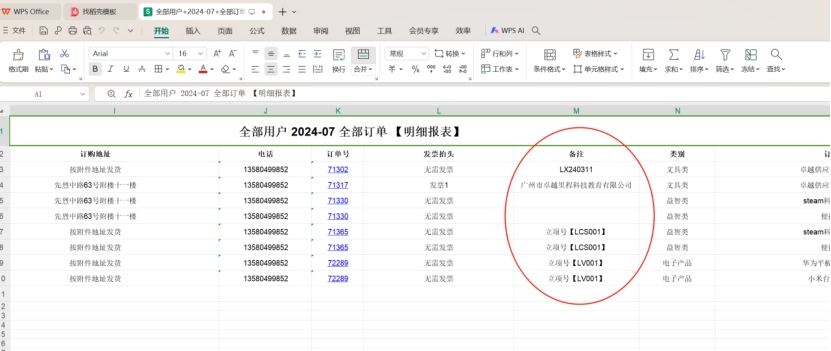 WPS Office 找稻壳模板 全部用户+2024-07+全部订单
文件 开始 插入 页面 公式 数据 审阅 视图 工具 会员专享 效率 WPS AI
Arial 16 A⁺ A⁻ 换行 常规 转换 行和列 表格样式
格式刷 粘贴 B I U A 合并 ¥ % 工作表 条件格式 单元格样式 填充 求和 排序 筛选 冻结 查找
A1 fx 全部用户 2024-07 全部订单 【明细报表】
I J K L M N
1 全部用户 2024-07 全部订单 【明细报表】
2 订购地址 电话 订单号 发票抬头 备注 类别
3 按附件地址发货 13580499852 71302 无需发票 LX240311 文具类 卓越供应
4 先烈中路63号附楼十一楼 13580499852 71317 发票1 广州市卓越里程科技教育有限公司 文具类 卓越供应
5 先烈中路63号附楼十一楼 13580499852 71330 无需发票 益智类 steam科
6 先烈中路63号附楼十一楼 13580499852 71330 无需发票 益智类
7 按附件地址发货 13580499852 71365 无需发票 立项号【LCS001】 益智类 steam科
8 按附件地址发货 13580499852 71365 无需发票 立项号【LCS001】 益智类
9 按附件地址发货 13580499852 72289 无需发票 立项号【LV001】 电子产品 华为平板
0 按附件地址发货 13580499852 72289 无需发票 立项号【LV001】 电子产品 小米台
1
2
3
4
5